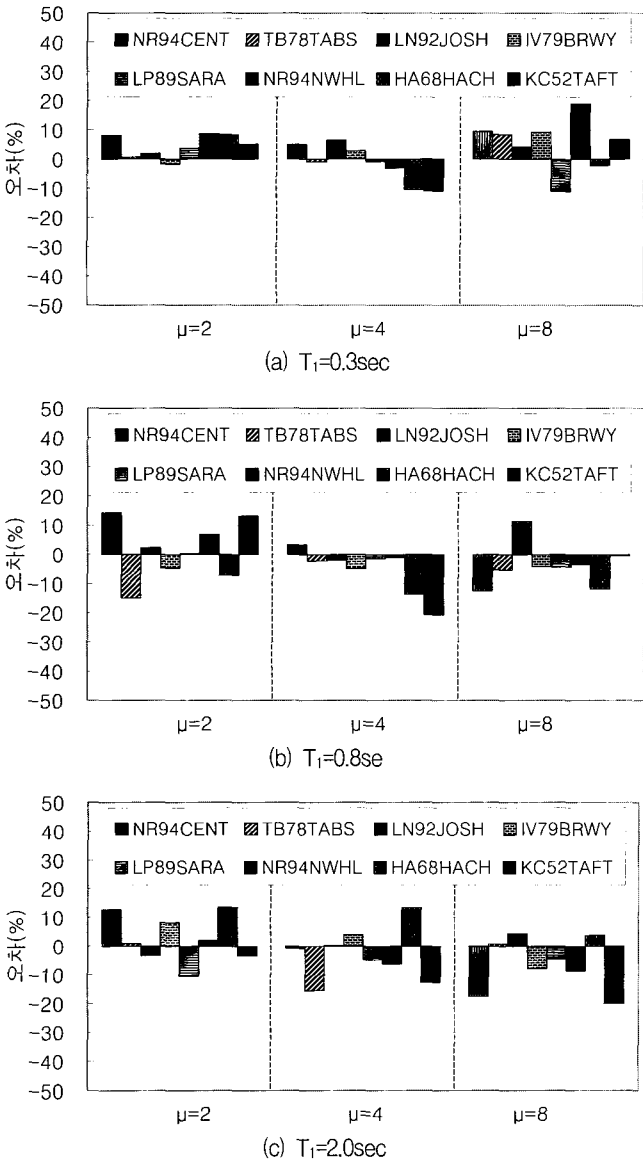 50
40
30
20
10
0
-10
-20
-30
-40
-50
오차(%)
NR94CENT TB78TABS LN92JOSH IV79BRWY
LP89SARA NR94NWHL HA68HACH KC52TAFT
μ=2 μ=4 μ=8
(a) T₁=0.3sec
50
40
30
20
10
0
-10
-20
-30
-40
-50
오차(%)
NR94CENT TB78TABS LN92JOSH IV79BRWY
LP89SARA NR94NWHL HA68HACH KC52TAFT
μ=2 μ=4 μ=8
(b) T₁=0.8se
50
40
30
20
10
0
-10
-20
-30
-40
-50
오차(%)
NR94CENT TB78TABS LN92JOSH IV79BRWY
LP89SARA NR94NWHL HA68HACH KC52TAFT
μ=2 μ=4 μ=8
(c) T₁=2.0sec